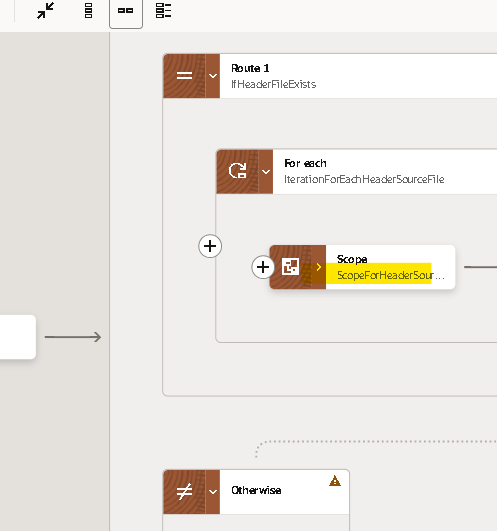 Route 1
IfHeaderFileExists
For each
IterationForEachHeaderSourceFile
Scope
ScopeForHeaderSour...
Otherwise